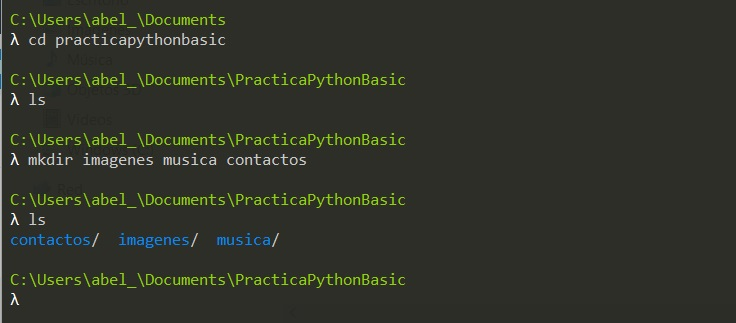 C:\Users\abel_\Documents
λ cd practicapythonbasic
C:\Users\abel_\Documents\PracticaPythonBasic
λ ls
C:\Users\abel_\Documents\PracticaPythonBasic
λ mkdir imagenes musica contactos
C:\Users\abel_\Documents\PracticaPythonBasic
λ ls
contactos/ imagenes/ musica/
C:\Users\abel_\Documents\PracticaPythonBasic
λ